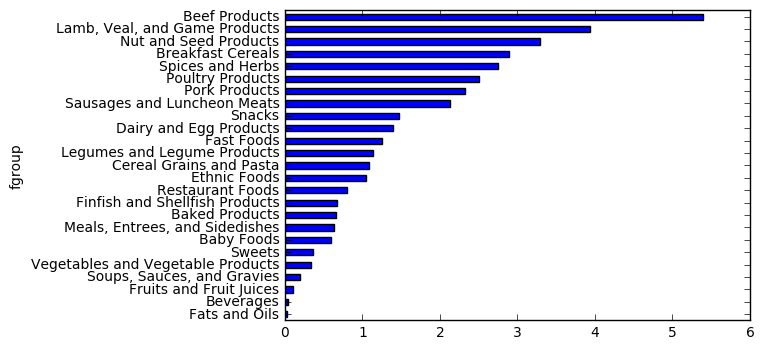 Beef Products
Lamb, Veal, and Game Products
Nut and Seed Products
Breakfast Cereals
Spices and Herbs
Poultry Products
Pork Products
Sausages and Luncheon Meats
Snacks
Dairy and Egg Products
Fast Foods
Legumes and Legume Products
Cereal Grains and Pasta
Ethnic Foods
Restaurant Foods
Finfish and Shellfish Products
Baked Products
Meals, Entrees, and Sidedishes
Baby Foods
Sweets
Vegetables and Vegetable Products
Soups, Sauces, and Gravies
Fruits and Fruit Juices
Beverages
Fats and Oils
fgroup
0 1 2 3 4 5 6